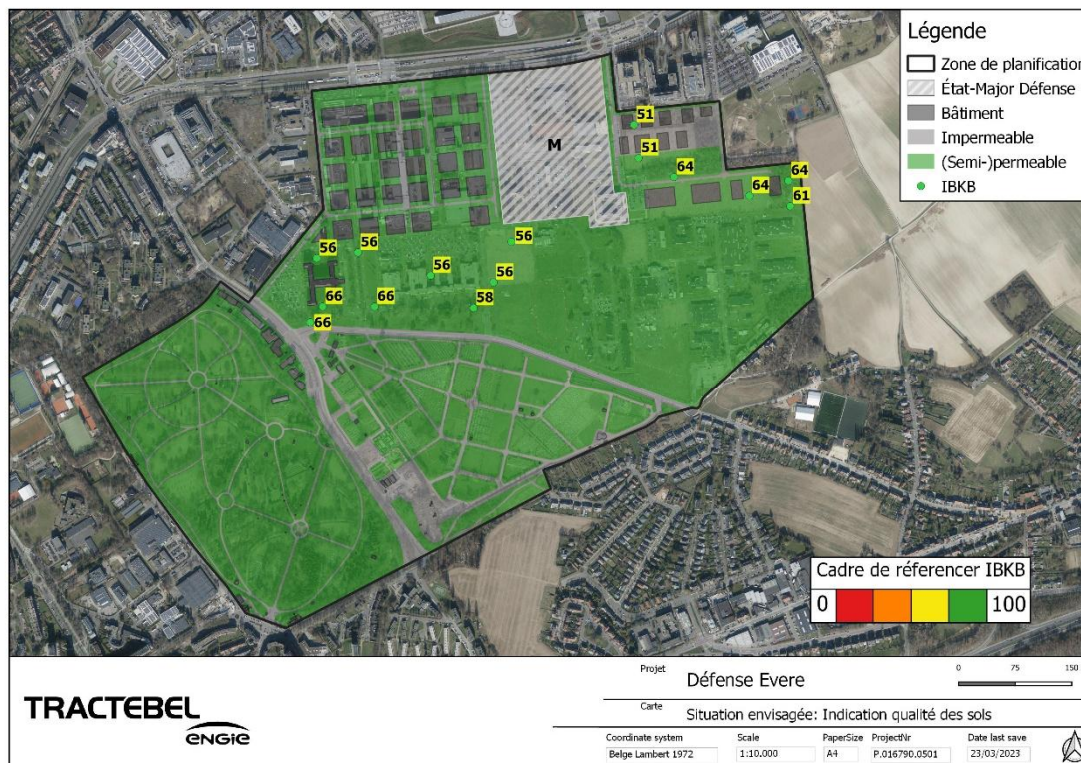 Légende
Zone de planification
État-Major Défense
Bâtiment
Impermeable
(Semi-)permeable
IBKB
M
51
51
64
64
64
61
56
56
56
56
56
66
66
58
66
Cadre de réferencer IBKB
0 100
TRACTEBEL
ENGIE
Projet
Défense Evere
0 75 150
Carte
Situation envisagée: Indication qualité des sols
Coordinate system Scale PaperSize ProjectNr Date last save
Belge Lambert 1972 1:10.000 A4 P.016790.0501 23/03/2023